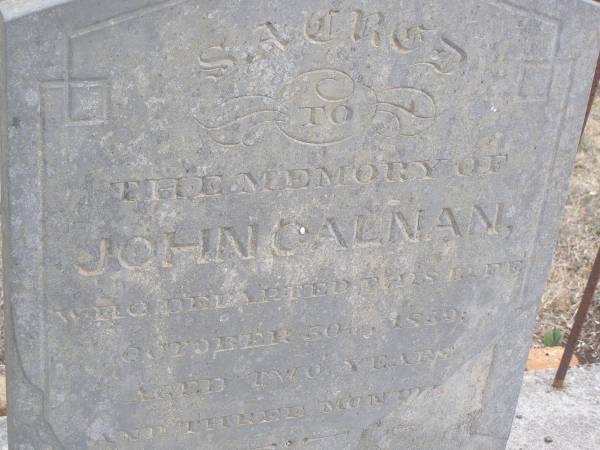 SACRED
TO
THE MEMORY OF
JOHN CALNAN,
WHO DEPARTED THIS LIFE
OCTOBER 30TH, 1859;
AGED TWO YEARS
AND THREE MONTHS